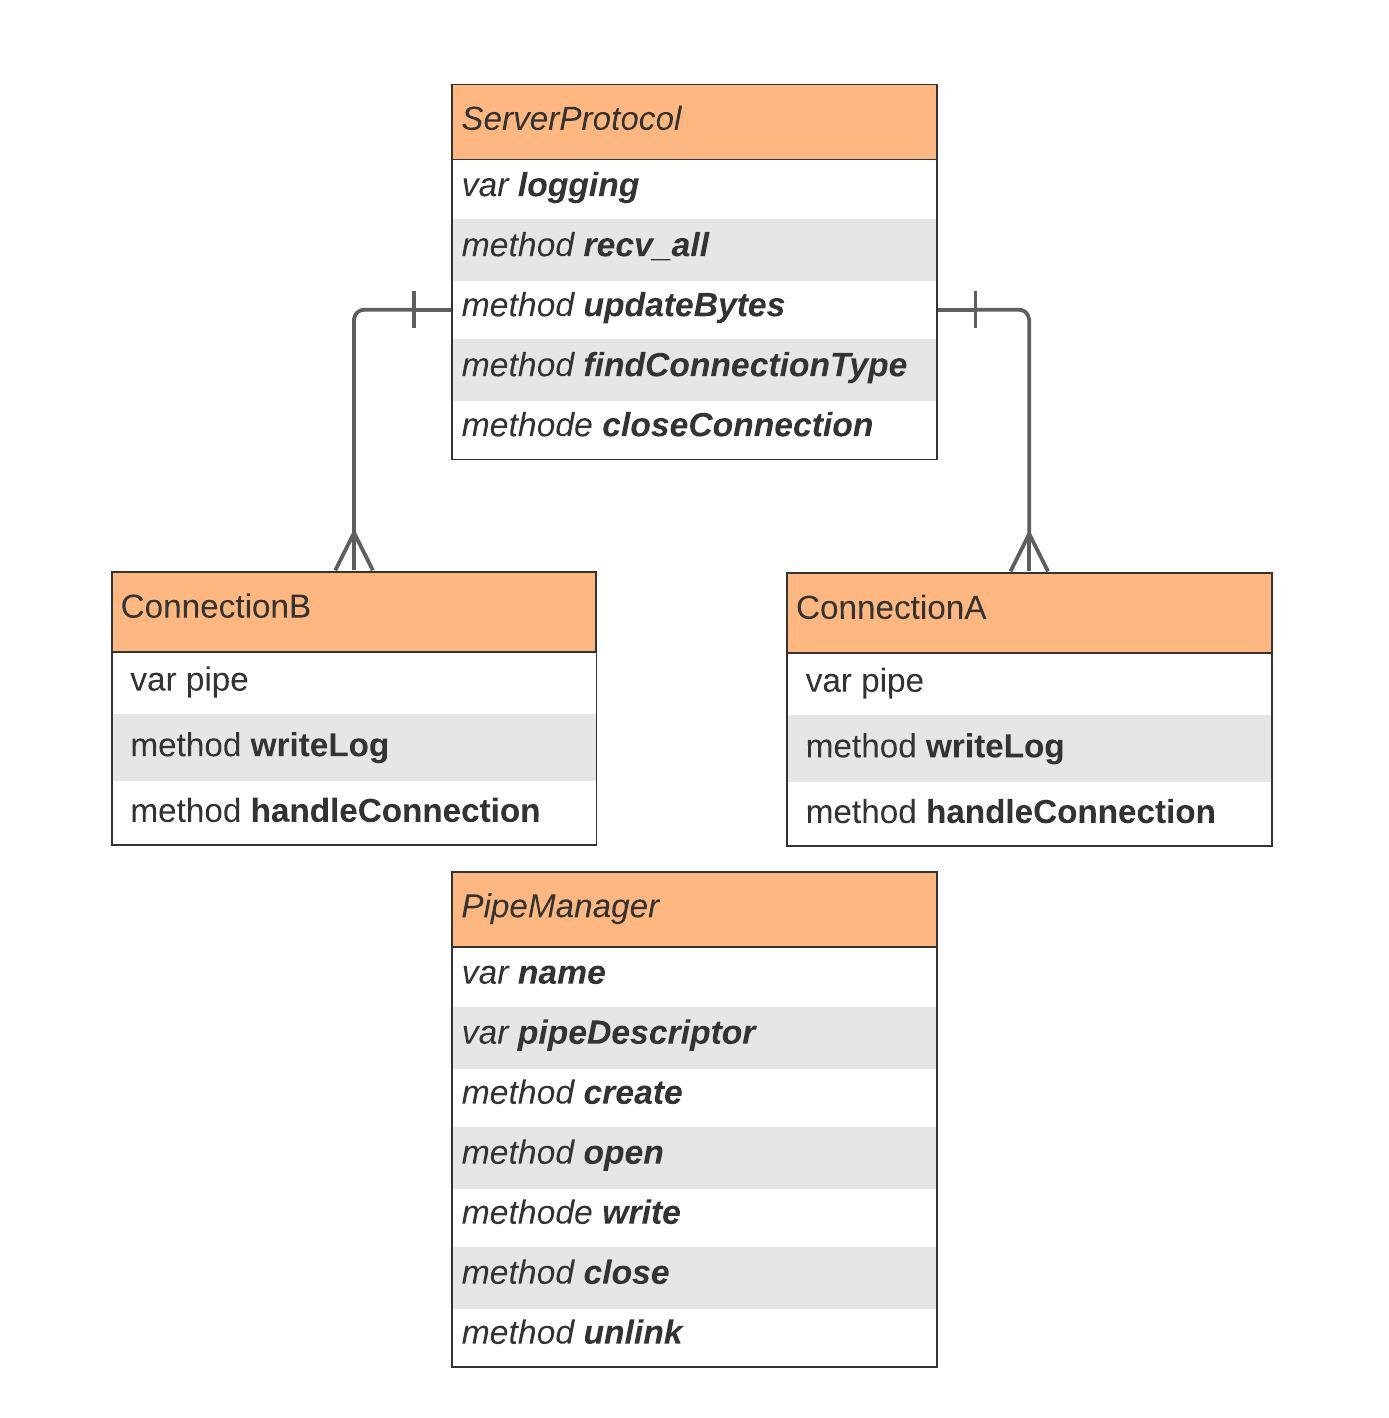 ServerProtocol
var logging
method recv_all
method updateBytes
method findConnectionType
methode closeConnection
ConnectionB
var pipe
method writeLog
method handleConnection
ConnectionA
var pipe
method writeLog
method handleConnection
PipeManager
var name
var pipeDescriptor
method create
method open
methode write
method close
method unlink